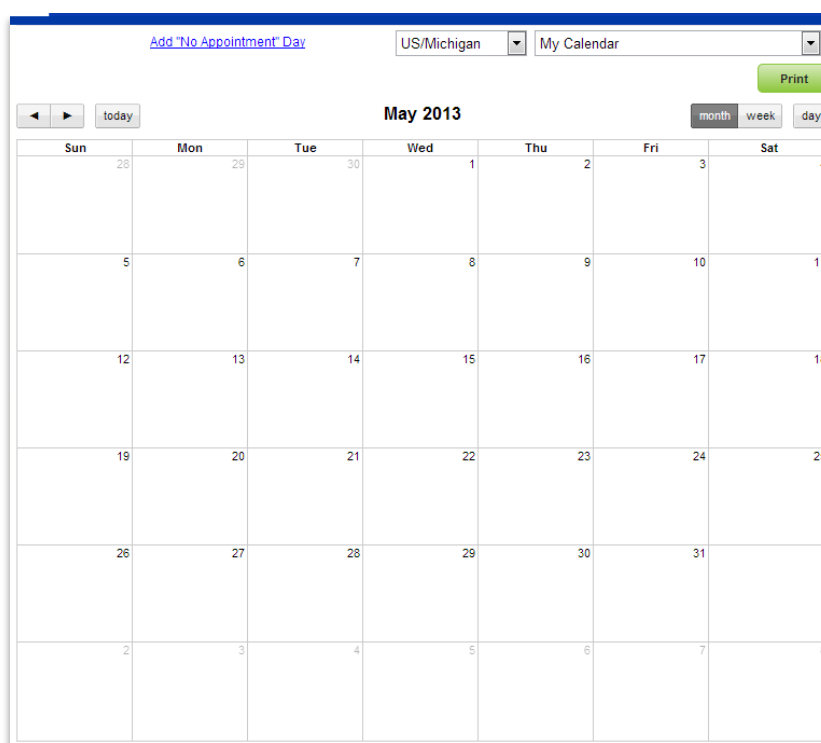 Add "No Appointment" Day US/Michigan My Calendar
Print
◄ ► today May 2013 month week day
Sun Mon Tue Wed Thu Fri Sat
28 29 30 1 2 3
5 6 7 8 9 10
12 13 14 15 16 17
19 20 21 22 23 24
26 27 28 29 30 31
2 3 4 5 6 7